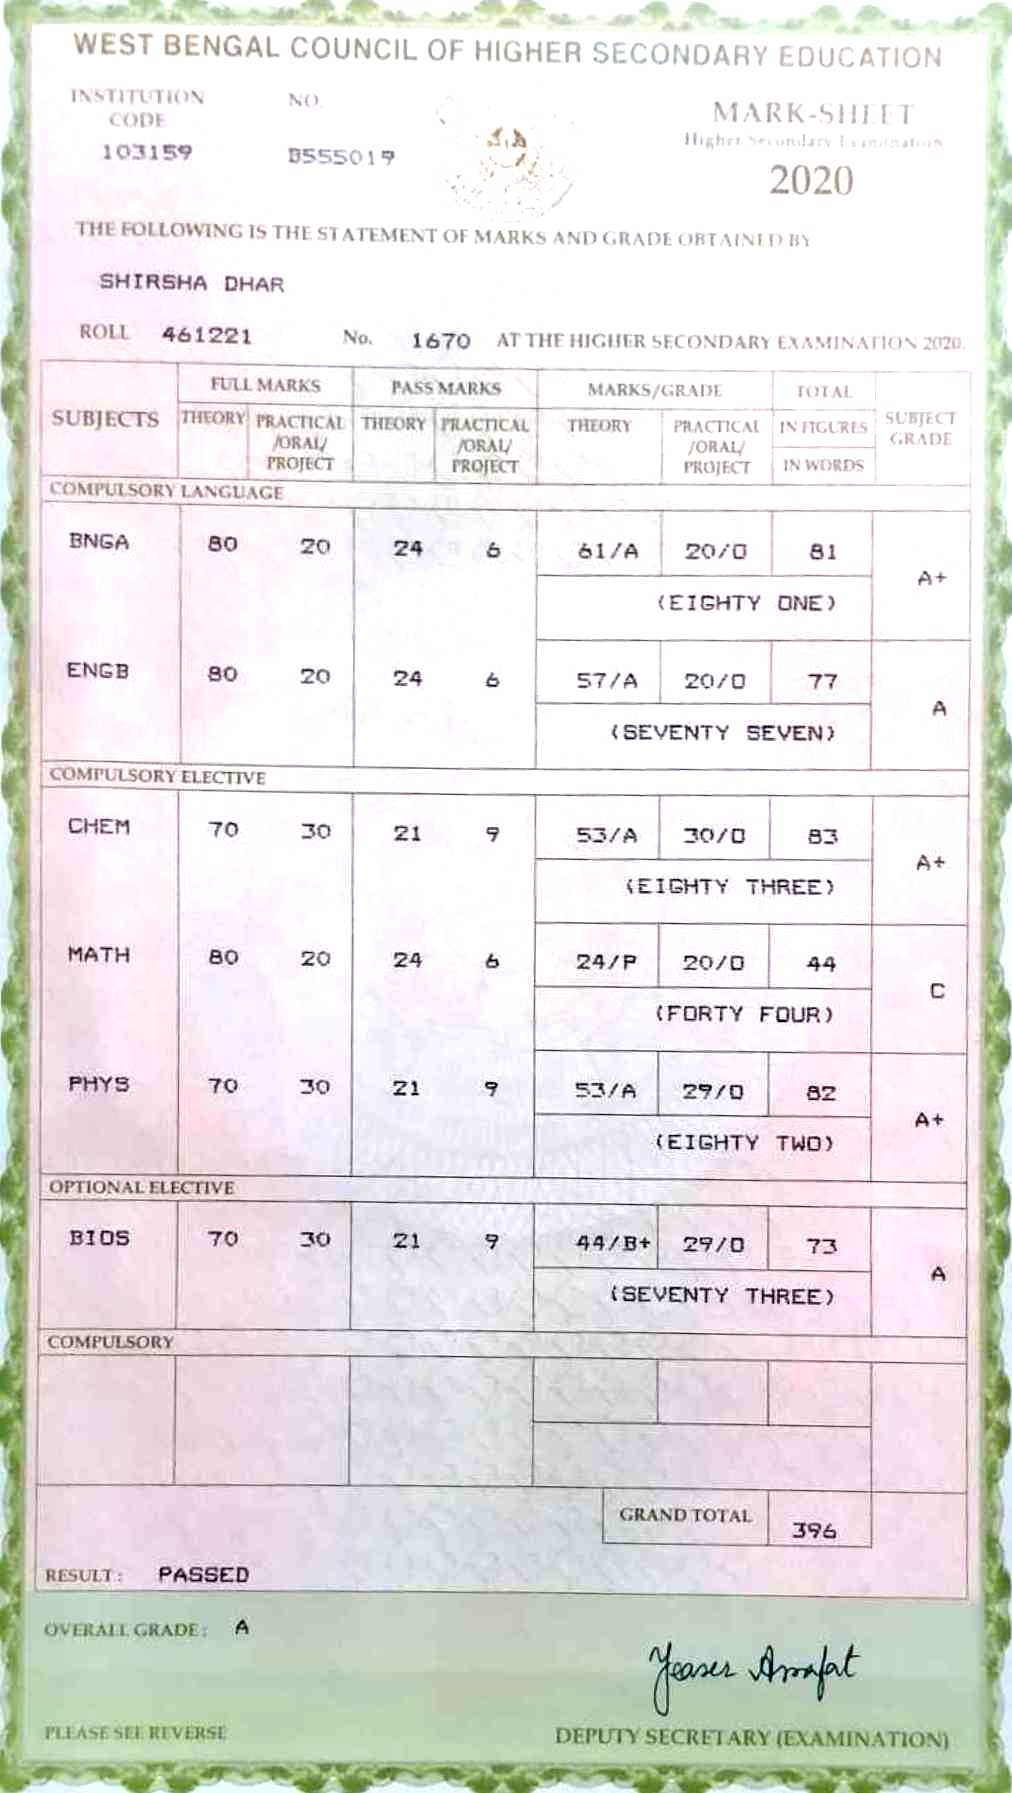 WEST BENGAL COUNCIL OF HIGHER SECONDARY EDUCATION
INSTITUTION CODE NO.
103159 B555019
MARK-SHEET
Higher Secondary Examination
2020
THE FOLLOWING IS THE STATEMENT OF MARKS AND GRADE OBTAINED BY
SHIRSHA DHAR
ROLL 461221 No. 1670 AT THE HIGHER SECONDARY EXAMINATION 2020.
SUBJECTS FULL MARKS PASS MARKS MARKS/GRADE TOTAL SUBJECT GRADE
THEORY PRACTICAL /ORAL/ PROJECT THEORY PRACTICAL /ORAL/ PROJECT THEORY PRACTICAL /ORAL/ PROJECT IN FIGURES
IN WORDS
COMPULSORY LANGUAGE
BNGA 80 20 24 6 61/A 20/O 81 A+
(EIGHTY ONE)
ENGB 80 20 24 6 57/A 20/O 77 A
(SEVENTY SEVEN)
COMPULSORY ELECTIVE
CHEM 70 30 21 9 53/A 30/O 83 A+
(EIGHTY THREE)
MATH 80 20 24 6 24/P 20/O 44 C
(FORTY FOUR)
PHYS 70 30 21 9 53/A 29/O 82 A+
(EIGHTY TWO)
OPTIONAL ELECTIVE
BIOS 70 30 21 9 44/B+ 29/O 73 A
(SEVENTY THREE)
COMPULSORY
GRAND TOTAL 396
RESULT : PASSED
OVERALL GRADE : A
Yeaser Arrafat
PLEASE SEE REVERSE DEPUTY SECRETARY (EXAMINATION)